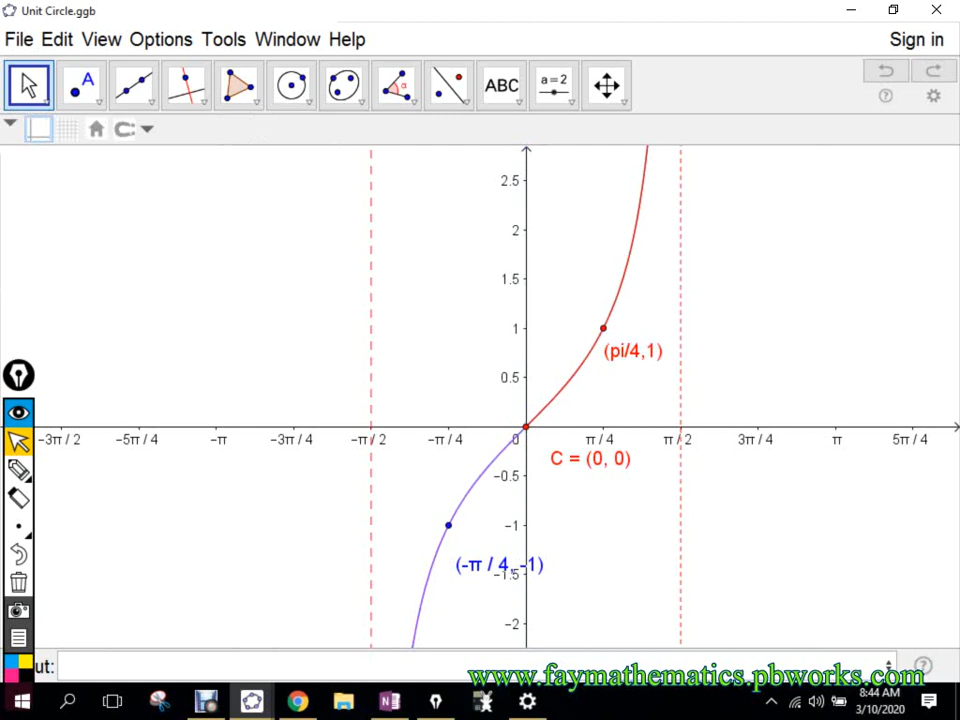 Unit Circle.ggb
File Edit View Options Tools Window Help Sign in
A α ABC a=2
2.5
2
1.5
1
(pi/4,1)
0.5
−3π / 2 −5π / 4 −π −3π / 4 −π / 2 −π / 4 0 π / 4 π / 2 3π / 4 π 5π / 4
C = (0, 0)
−0.5
−1
(-π / 4, -1)
−1.5
−2
ut:
www.faymathematics.pbworks.com
8:44 AM
3/10/2020